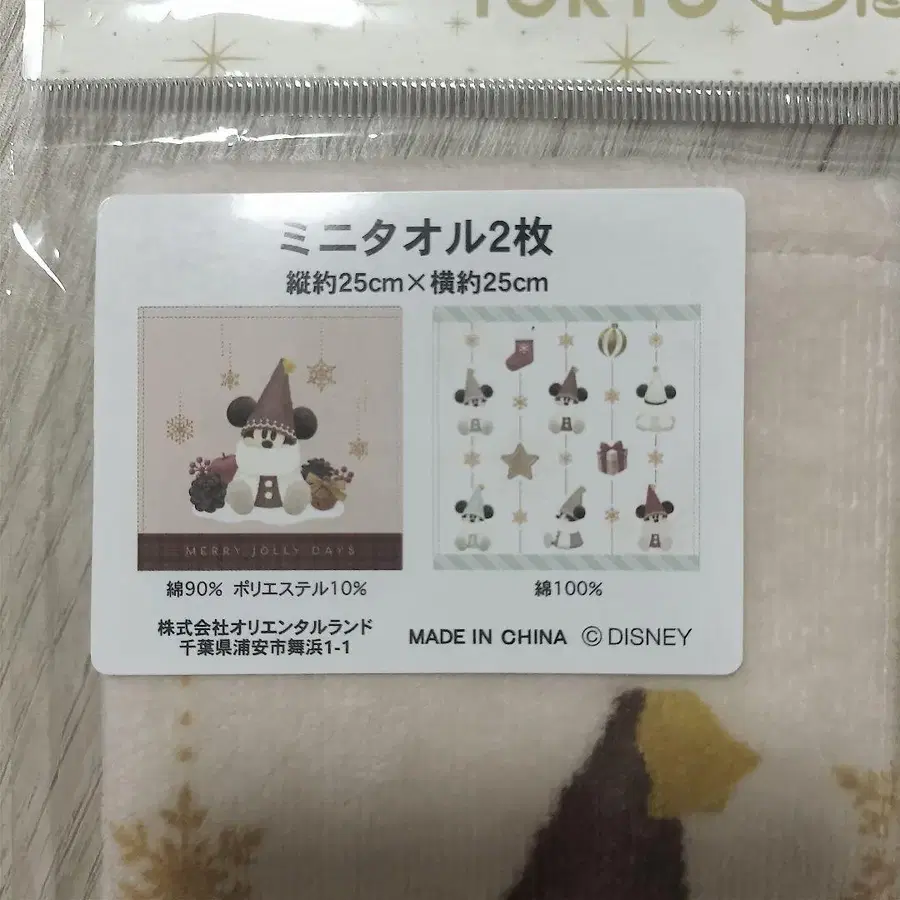 TOKYO Dis
ミニタオル2枚
縦約25cm×横約25cm
MERRY JOLLY DAYS
綿90% ポリエステル10%
綿100%
株式会社オリエンタルランド
千葉県浦安市舞浜1-1
MADE IN CHINA ©DISNEY